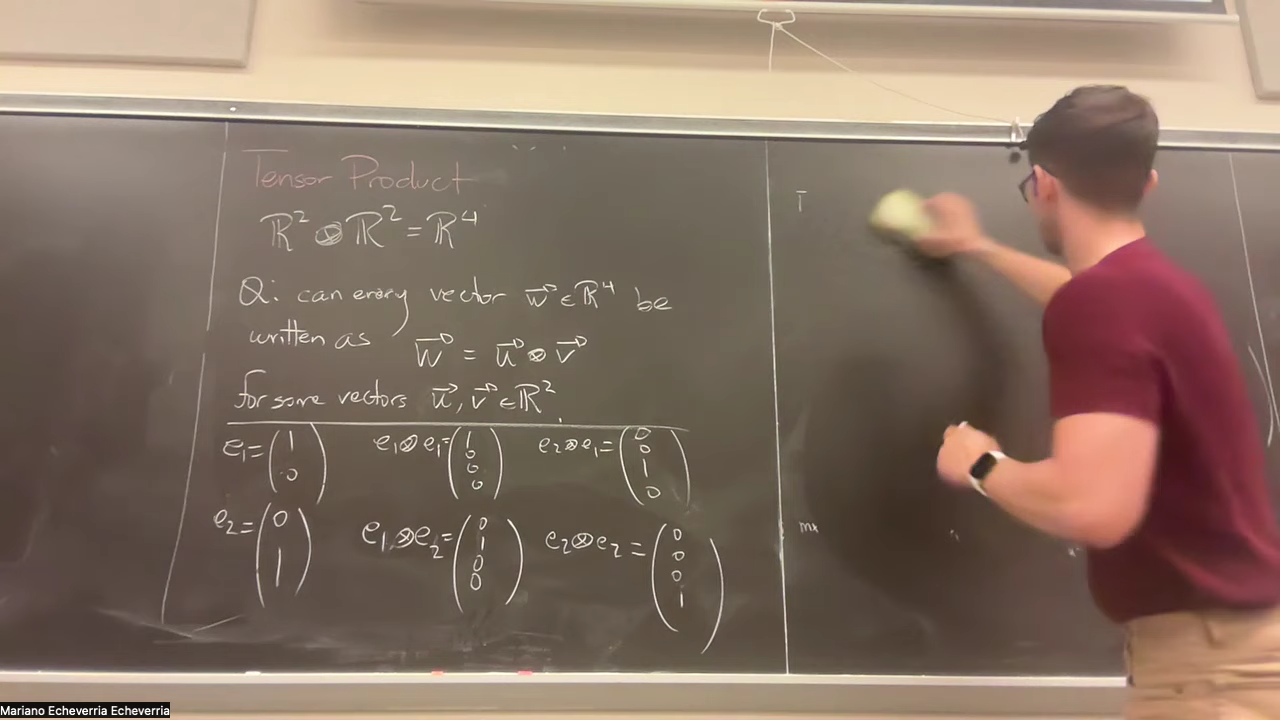 Tensor Product
ℝ² ⊗ ℝ² = ℝ⁴
Q: can every vector w⃗ ∈ ℝ⁴ be
written as w⃗ = u⃗ ⊗ v⃗
for some vectors u⃗, v⃗ ∈ ℝ².
e₁ = (1 0) e₁⊗e₁ = (1 0 0 0) e₂⊗e₁ = (0 0 1 0)
e₂ = (0 1) e₁⊗e₂ = (0 1 0 0) e₂⊗e₂ = (0 0 0 1)
Mariano Echeverria Echeverria